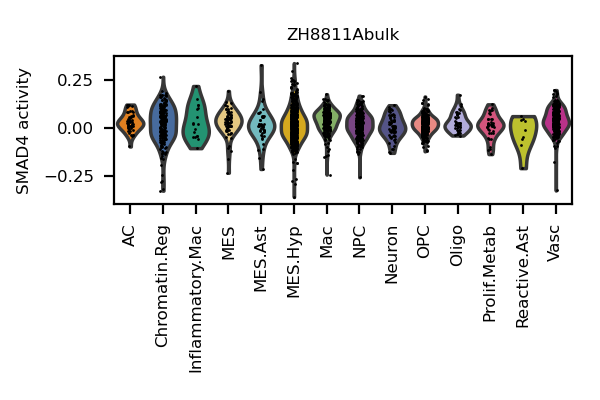 ZH8811Abulk
SMAD4 activity
0.25
0.00
−0.25
AC
Chromatin.Reg
Inflammatory.Mac
MES
MES.Ast
MES.Hyp
Mac
NPC
Neuron
OPC
Oligo
Prolif.Metab
Reactive.Ast
Vasc